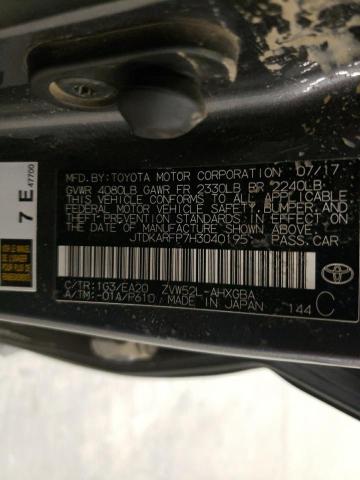 MFD.BY:TOYOTA MOTOR CORPORATION 07/17
GVWR 4080LB GAWR FR 2330LB RR 2240LB
THIS VEHICLE CONFORMS TO ALL APPLICABLE
FEDERAL MOTOR VEHICLE SAFETY,BUMPER,AND
THEFT PREVENTION STANDARDS IN EFFECT ON
THE DATE OF MANUFACTURE SHOWN ABOVE.
JTDKARFP7H3040195 PASS.CAR
C/TR:1G3/EA20 ZVW52L-AHXGBA
A/TM:-01A/P610 MADE IN JAPAN 144 C
TOYOTA
7 E
47700